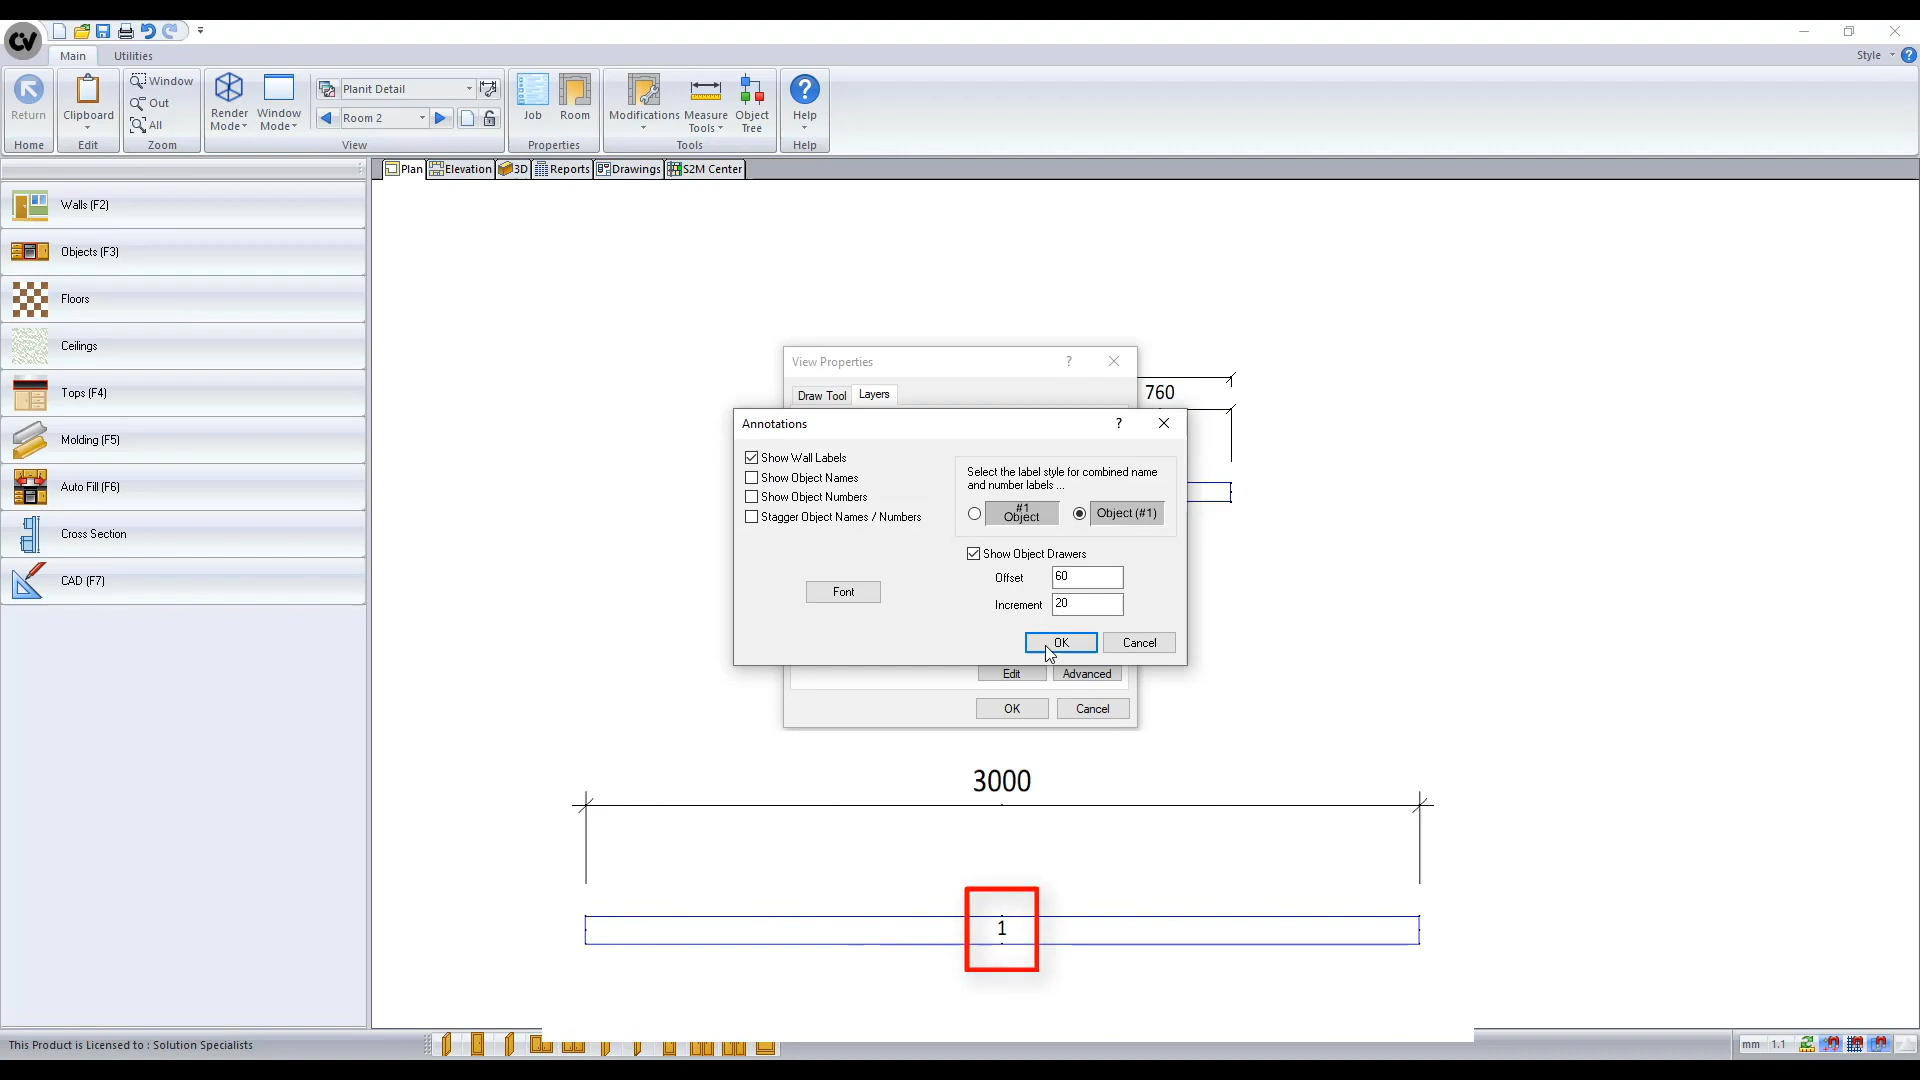 CV
Main
Utilities
Style
Return
Clipboard
Window
Out
All
Render
Mode
Window
Mode
Planit Detail
Room 2
Job
Room
Modifications
Measure
Tools
Object
Tree
Help
Home
Edit
Zoom
View
Properties
Tools
Help
Plan
Elevation
3D
Reports
Drawings
S2M Center
Walls (F2)
Objects (F3)
Floors
Ceilings
Tops (F4)
Molding (F5)
Auto Fill (F6)
Cross Section
CAD (F7)
View Properties
?
Draw Tool
Layers
760
Annotations
?
Show Wall Labels
Show Object Names
Show Object Numbers
Stagger Object Names / Numbers
Font
Select the label style for combined name
and number labels ...
#1
Object
Object (#1)
Show Object Drawers
Offset
60
Increment
20
OK
Cancel
Edit
Advanced
OK
Cancel
3000
1
This Product is Licensed to : Solution Specialists
mm
1.1